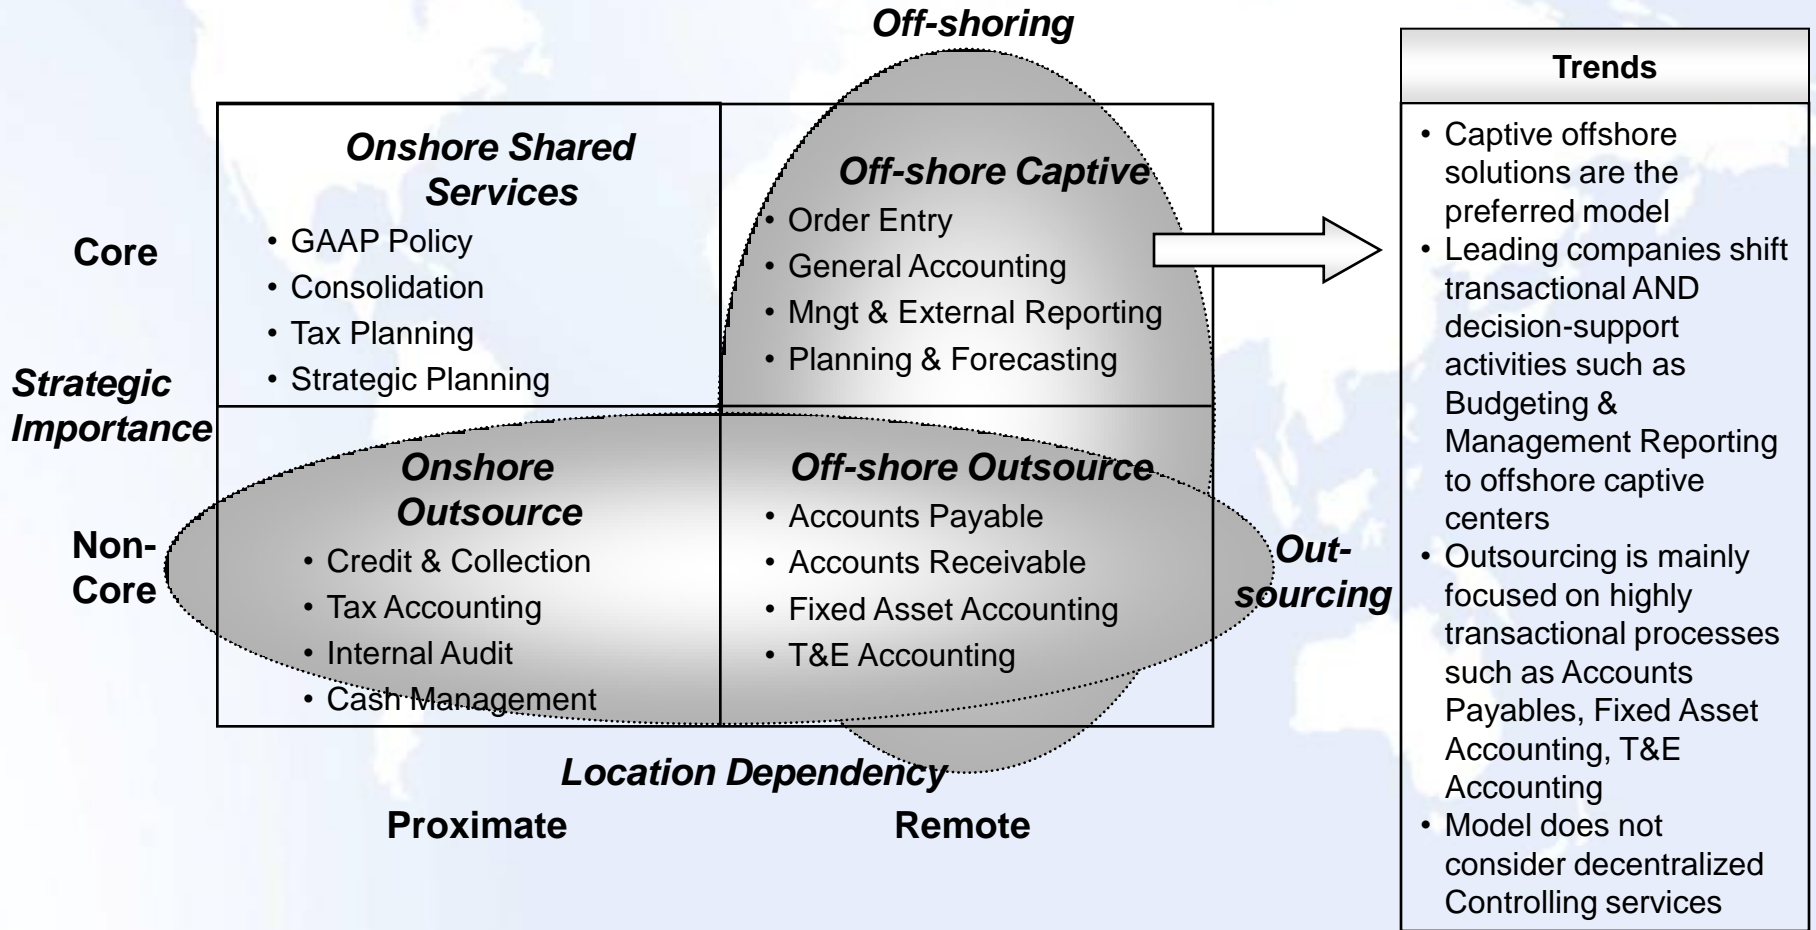 Off-shoring
Onshore Shared
Services
• GAAP Policy
• Consolidation
• Tax Planning
• Strategic Planning
Off-shore Captive
• Order Entry
• General Accounting
• Mngt & External Reporting
• Planning & Forecasting
Core
Strategic
Importance
Non-
Core
Onshore
Outsource
• Credit & Collection
• Tax Accounting
• Internal Audit
• Cash Management
Off-shore Outsource
• Accounts Payable
• Accounts Receivable
• Fixed Asset Accounting
• T&E Accounting
Out-
sourcing
Location Dependency
Proximate
Remote
Trends
• Captive offshore
solutions are the
preferred model
• Leading companies shift
transactional AND
decision-support
activities such as
Budgeting &
Management Reporting
to offshore captive
centers
• Outsourcing is mainly
focused on highly
transactional processes
such as Accounts
Payables, Fixed Asset
Accounting, T&E
Accounting
• Model does not
consider decentralized
Controlling services